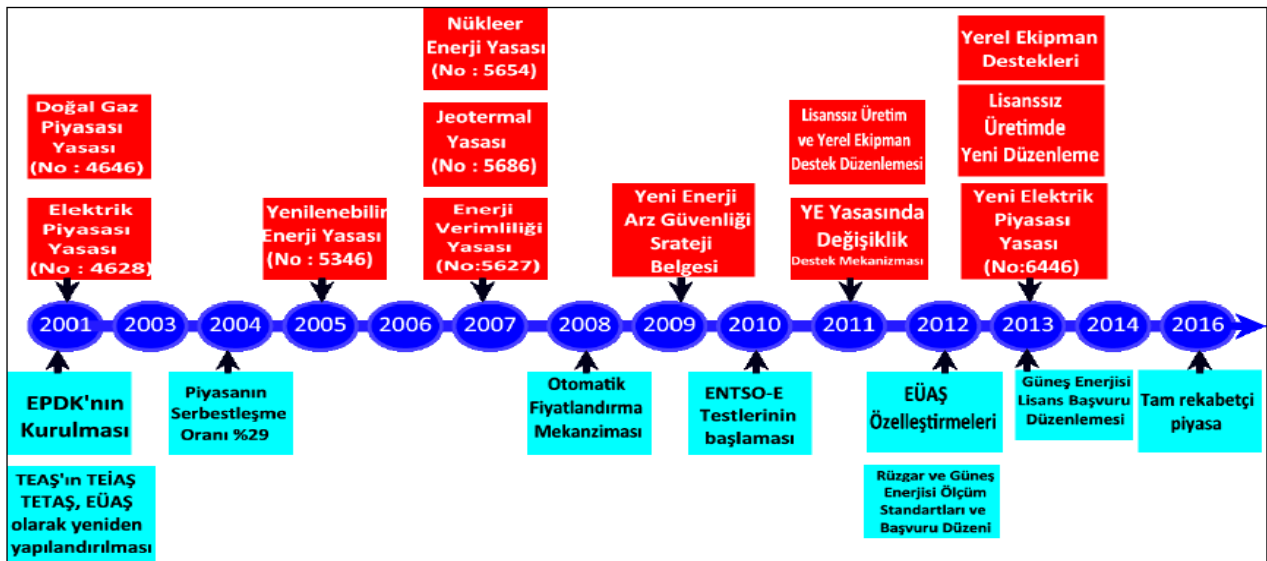 Doğal Gaz
Piyasası
Yasası
(No : 4646)
Elektrik
Piyasası
Yasası
(No : 4628)
Yenilenebilir
Enerji Yasası
(No : 5346)
Nükleer
Enerji Yasası
(No : 5654)
Jeotermal
Yasası
(No : 5686)
Enerji
Verimliliği
Yasası
(No:5627)
Yeni Enerji
Arz Güvenliği
Srateji
Belgesi
Lisanssız Üretim
ve Yerel Ekipman
Destek Düzenlemesi
YE Yasasında
Değişiklik
Destek Mekanizması
Yerel Ekipman
Destekleri
Lisanssız
Üretimde
Yeni Düzenleme
Yeni Elektrik
Piyasası
Yasası
(No:6446)
2001 2003 2004 2005 2006 2007 2008 2009 2010 2011 2012 2013 2014 2016
EPDK'nın
Kurulması
TEAŞ'ın TEİAŞ
TETAŞ, EÜAŞ
olarak yeniden
yapılandırılması
Piyasanın
Serbestleşme
Oranı %29
Otomatik
Fiyatlandırma
Mekanziması
ENTSO-E
Testlerinin
başlaması
EÜAŞ
Özelleştirmeleri
Rüzgar ve Güneş
Enerjisi Ölçüm
Standartları ve
Başvuru Düzeni
Güneş Enerjisi
Lisans Başvuru
Düzenlemesi
Tam rekabetçi
piyasa